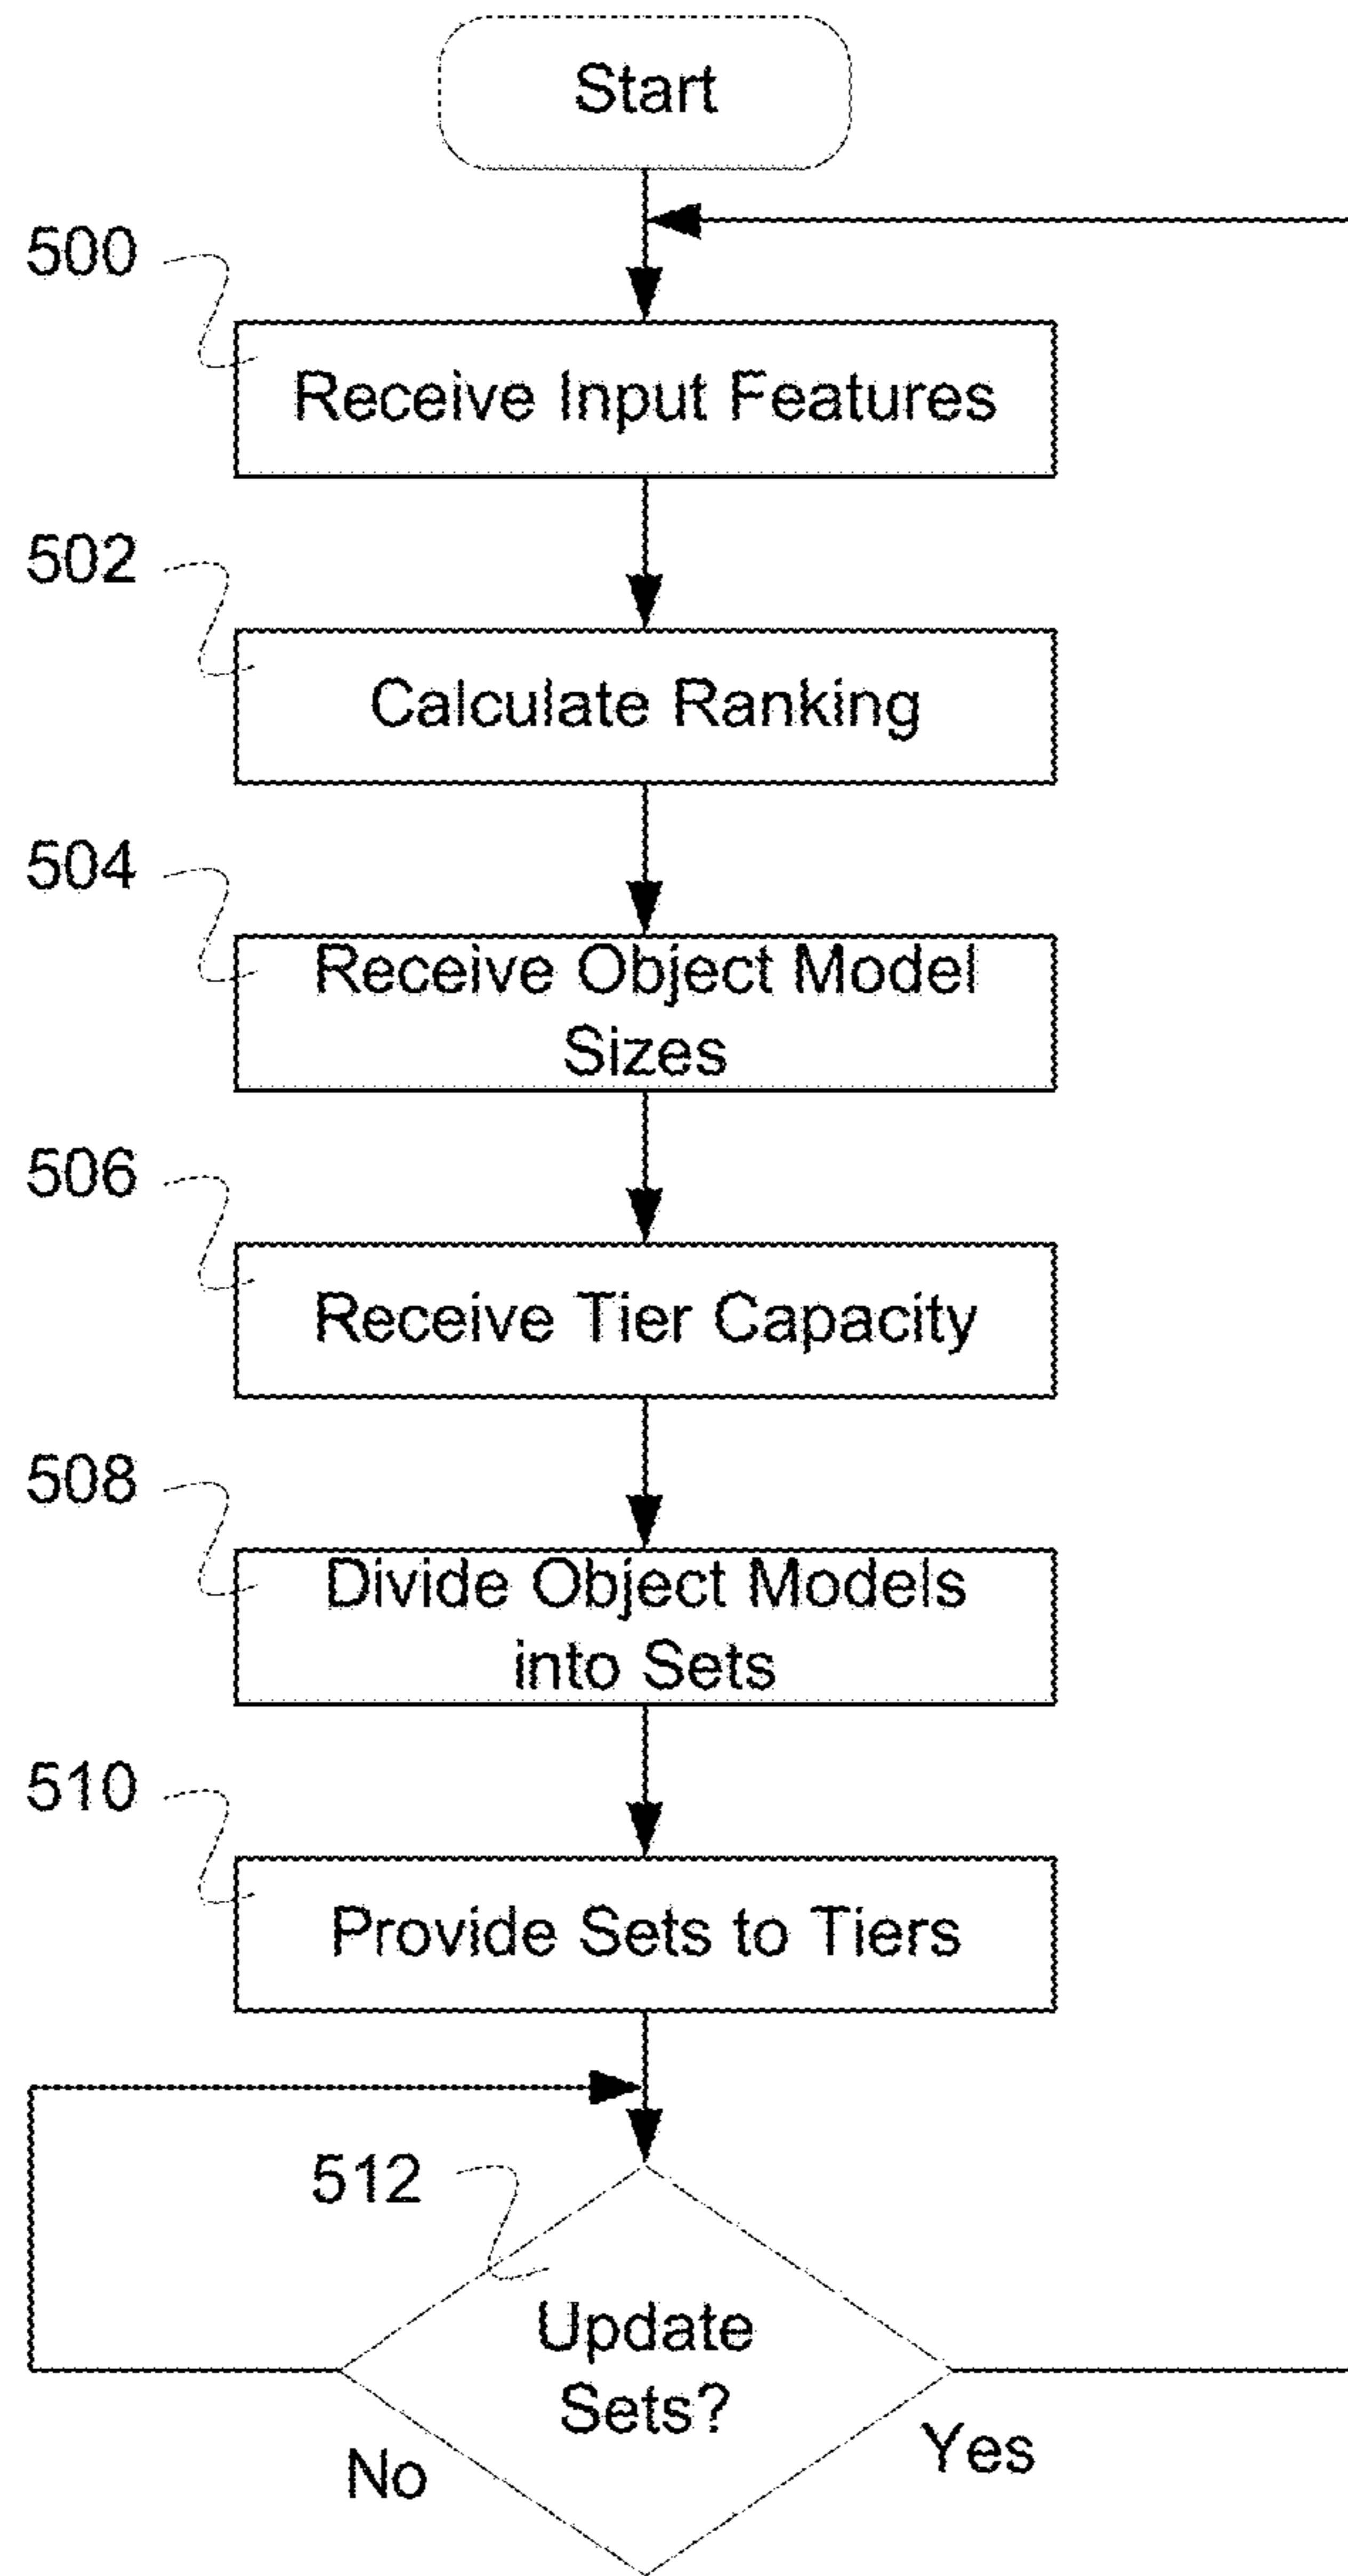 Start
500
Receive Input Features
502
Calculate Ranking
504
Receive Object Model
Sizes
506
Receive Tier Capacity
508
Divide Object Models
into Sets
510
Provide Sets to Tiers
512
Update
Sets?
No
Yes